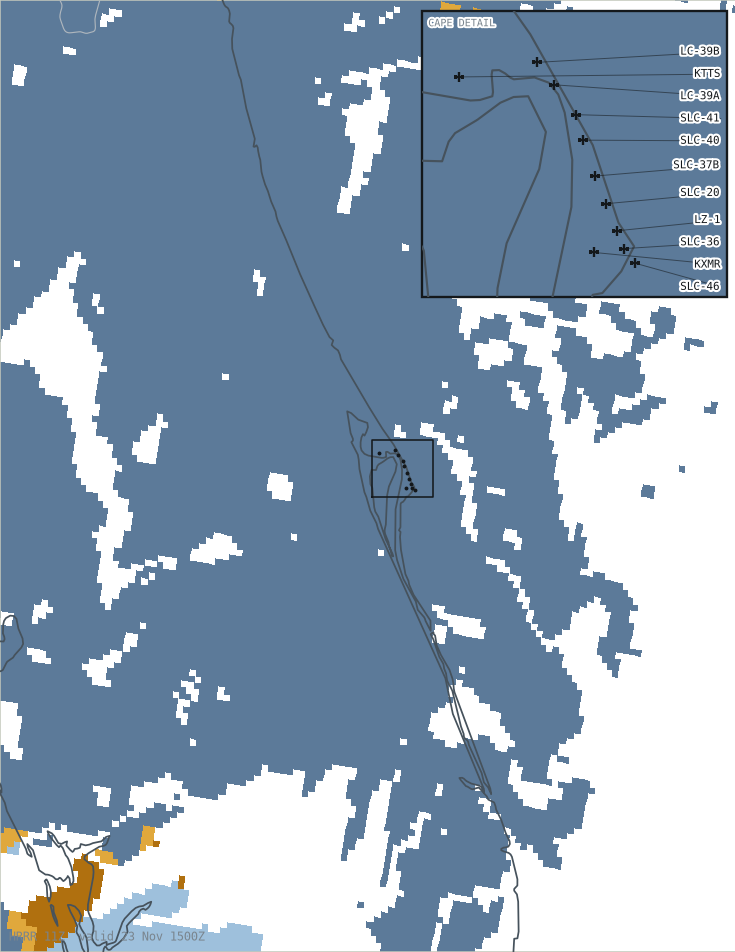 CAPE DETAIL
LC-39B
KTTS
LC-39A
SLC-41
SLC-40
SLC-37B
SLC-20
LZ-1
SLC-36
KXMR
SLC-46
valid 23 Nov 1500Z